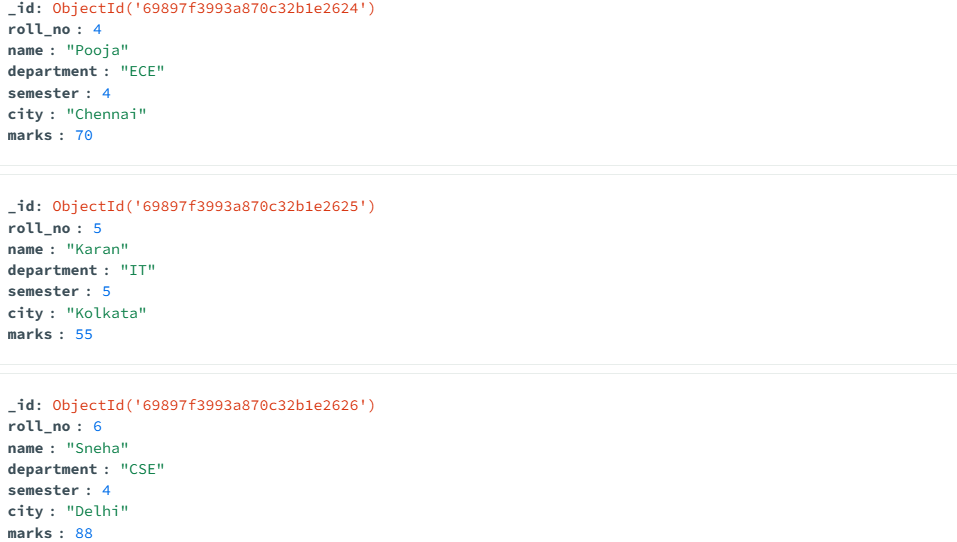 _id: ObjectId('69897f3993a870c32b1e2624')
roll_no : 4
name : "Pooja"
department : "ECE"
semester : 4
city : "Chennai"
marks : 70
_id: ObjectId('69897f3993a870c32b1e2625')
roll_no : 5
name : "Karan"
department : "IT"
semester : 5
city : "Kolkata"
marks : 55
_id: ObjectId('69897f3993a870c32b1e2626')
roll_no : 6
name : "Sneha"
department : "CSE"
semester : 4
city : "Delhi"
marks : 88